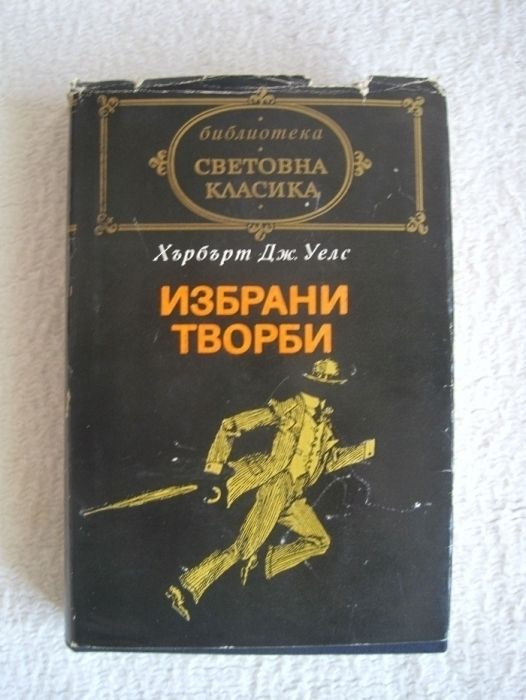 библиотека
СВЕТОВНА
КЛАСИКА
Хърбърт Дж. Уелс
ИЗБРАНИ
ТВОРБИ